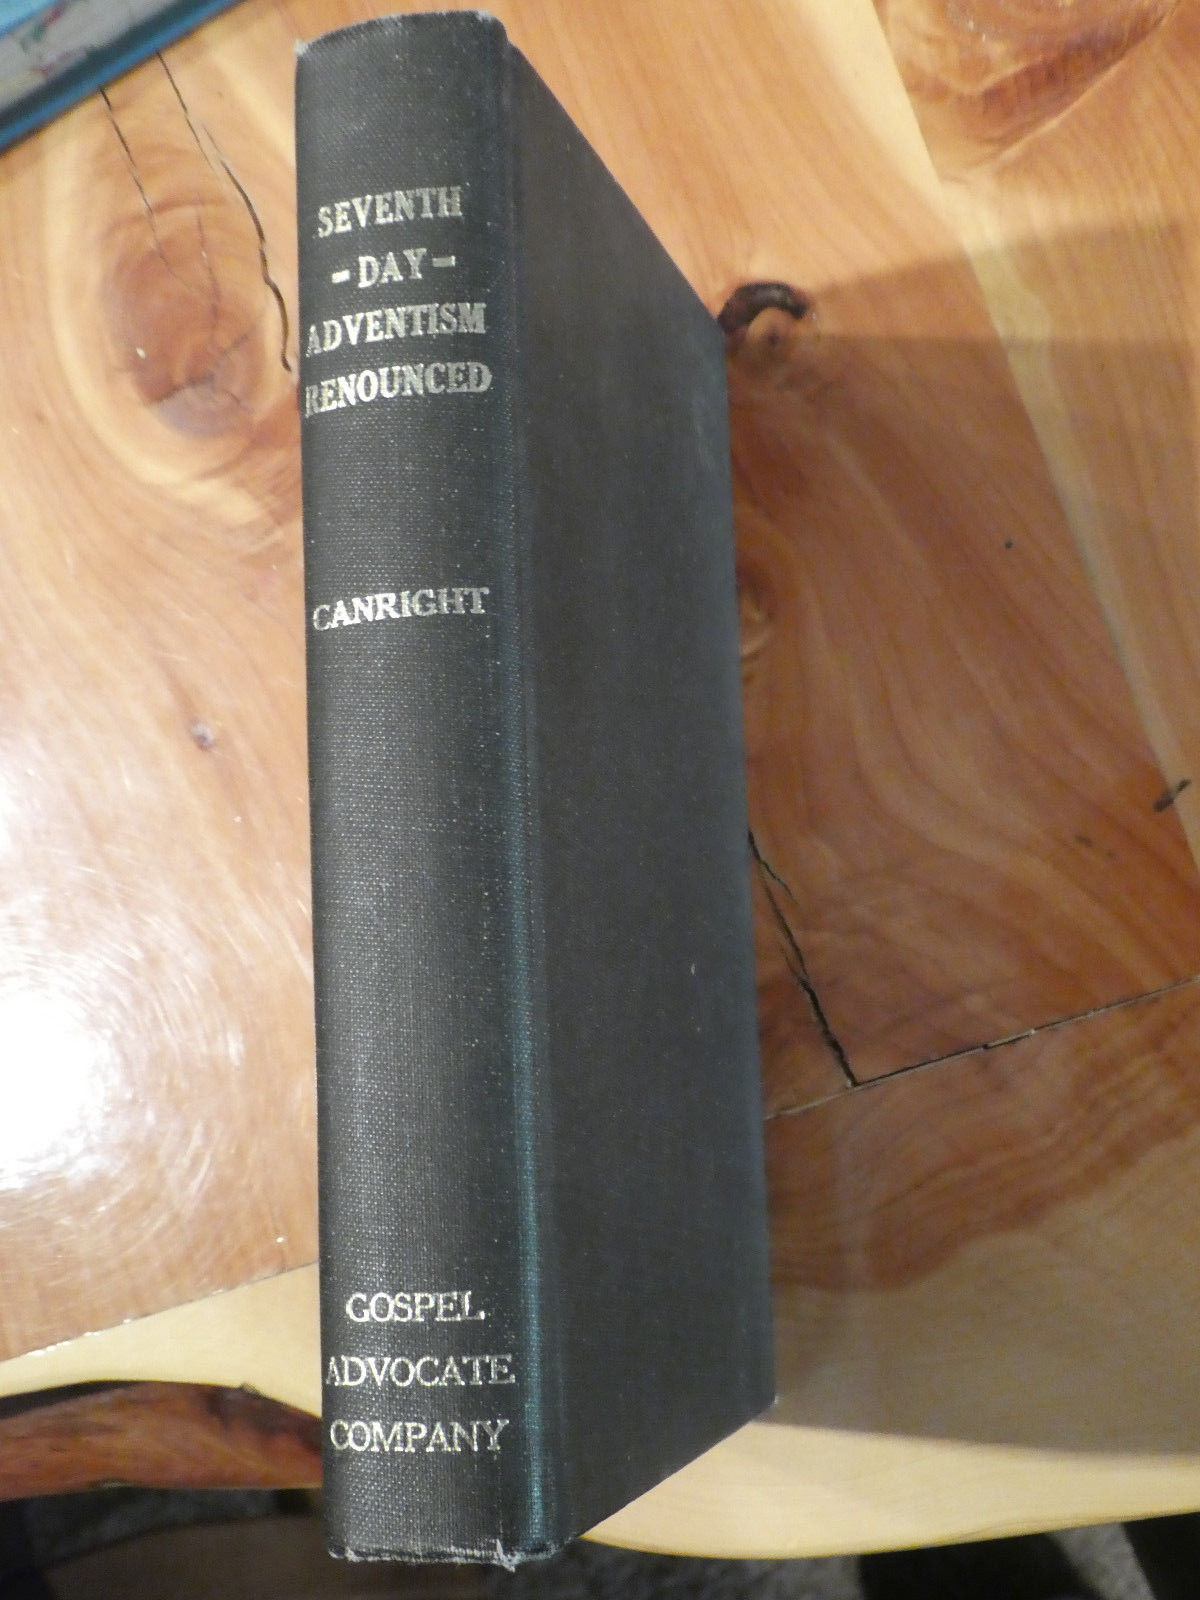 SEVENTH
-DAY-
ADVENTISM
RENOUNCED
CANRIGHT
GOSPEL
ADVOCATE
COMPANY